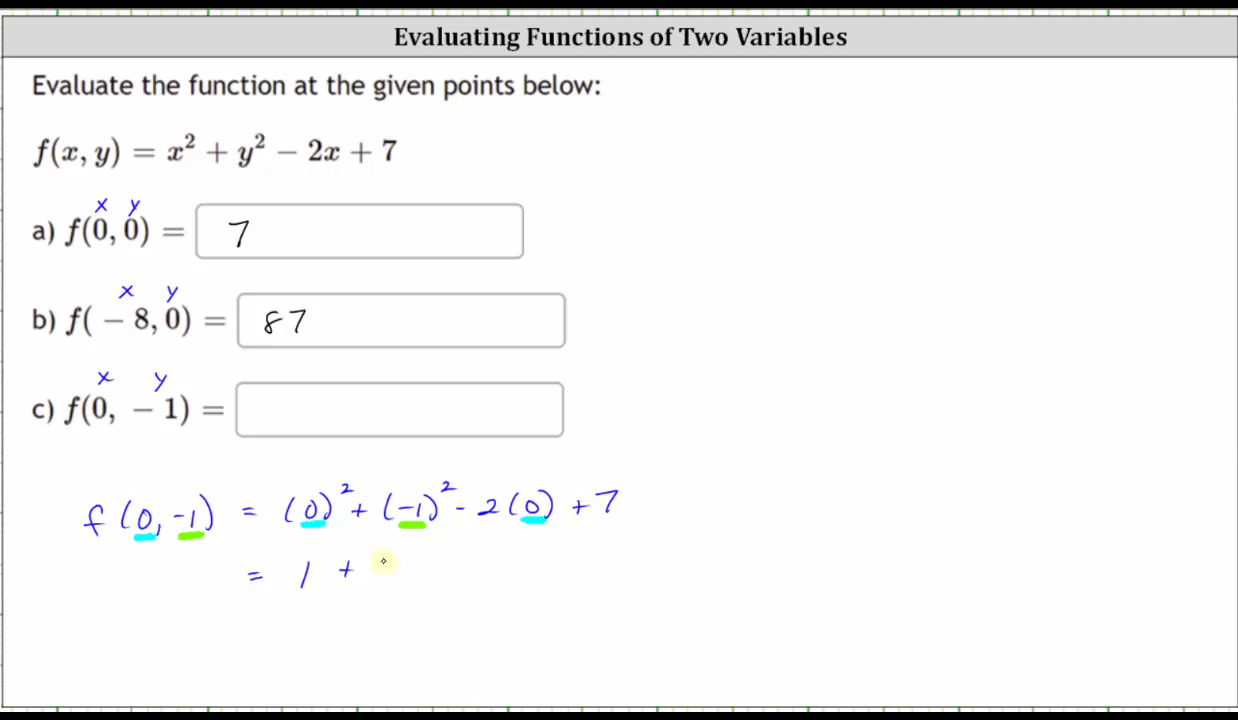 Evaluating Functions of Two Variables
Evaluate the function at the given points below:
f(x, y) = x² + y² − 2x + 7
x y
a) f(0, 0) = 7
x y
b) f( − 8, 0) = 87
x y
c) f(0, − 1) =
f (0, -1) = (0)² + (-1)² - 2(0) + 7
= 1 +